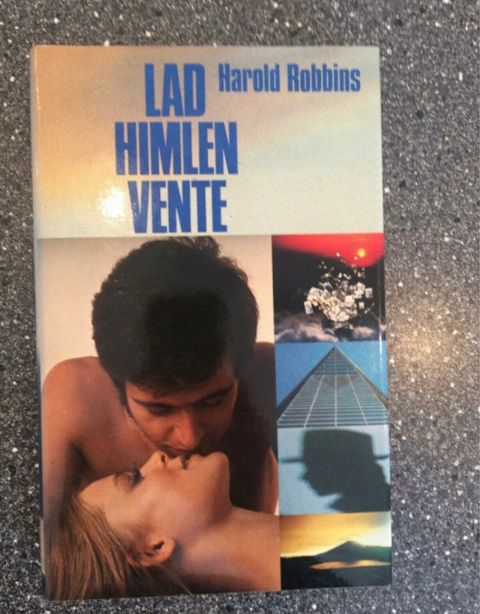 Harold Robbins
LAD
HIMLEN
VENTE